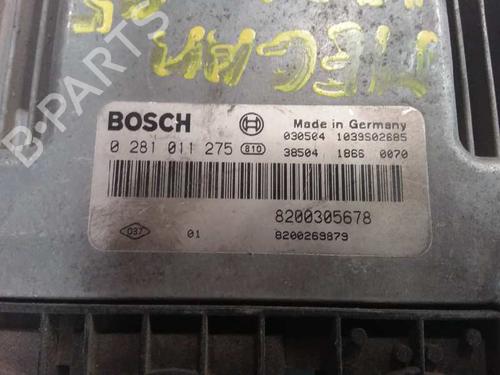 MEGAN
B-PARTS
BOSCH
Made in Germany
030504 1039S02685
0 281 011 275 810
38504 1866 0070
8200305678
037 01 8200269879